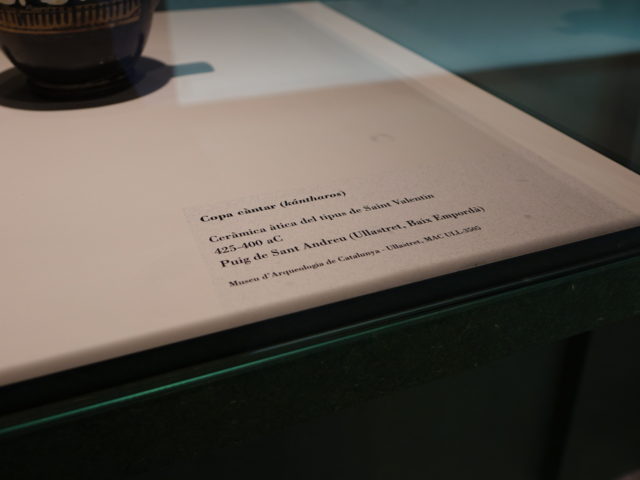 Copa càntar (kántharos)
Ceràmica àtica del tipus de Saint Valentin
425-400 aC
Puig de Sant Andreu (Ullastret, Baix Empordà)
Museu d'Arqueologia de Catalunya - Ullastret, MAC ULL-3505